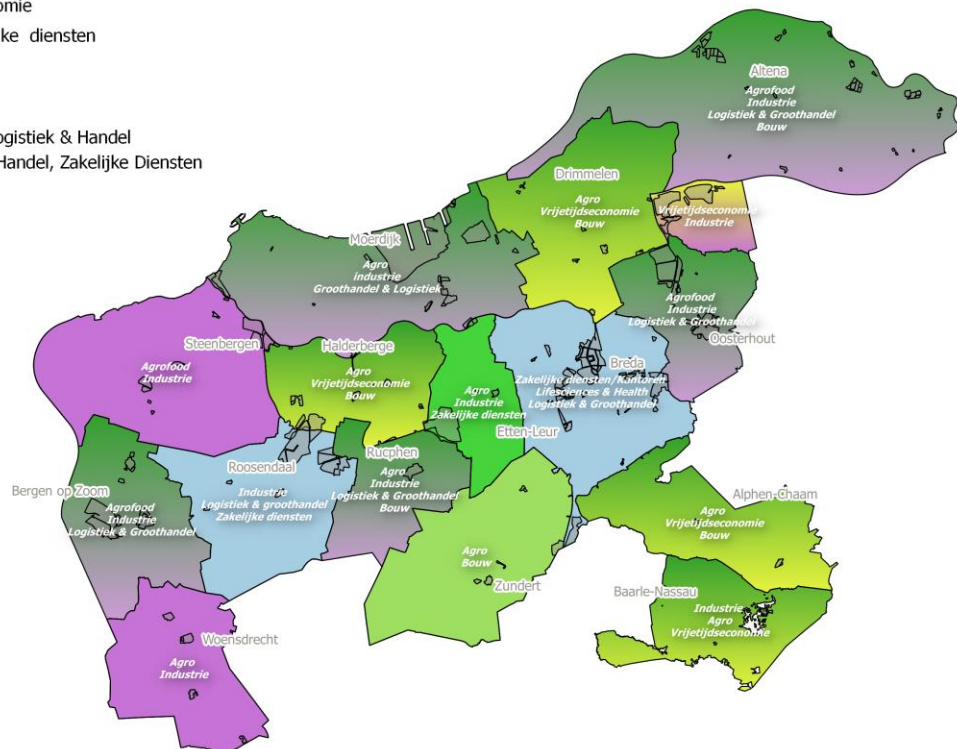 omie
ke diensten
ogistiek & Handel
Handel, Zakelijke Diensten
Altena
Agrofood
Industrie
Logistiek & Groothandel
Bouw
Drimmelen
Agro
Vrijetijdseconomie
Bouw
Vrijetijdseconomie
Industrie
Moerdijk
Agro
industrie
Groothandel & Logistiek
Agrofood
Industrie
Logistiek & Groothandel
Oosterhout
Steenbergen
Agrofood
Industrie
Halderberge
Agro
Vrijetijdseconomie
Bouw
Agro
Industrie
Zakelijke diensten
Etten-Leur
Breda
Zakelijke diensten/Kantoren
Lifesciences & Health
Logistiek & Groothandel
Bergen op Zoom
Agrofood
Industrie
Logistiek & Groothandel
Roosendaal
Industrie
Logistiek & groothandel
Zakelijke diensten
Rucphen
Agro
Industrie
Logistiek & Groothandel
Bouw
Agro
Bouw
Zundert
Alphen-Chaam
Agro
Vrijetijdseconomie
Bouw
Baarle-Nassau
Industrie
Agro
Vrijetijdseconomie
Woensdrecht
Agro
Industrie